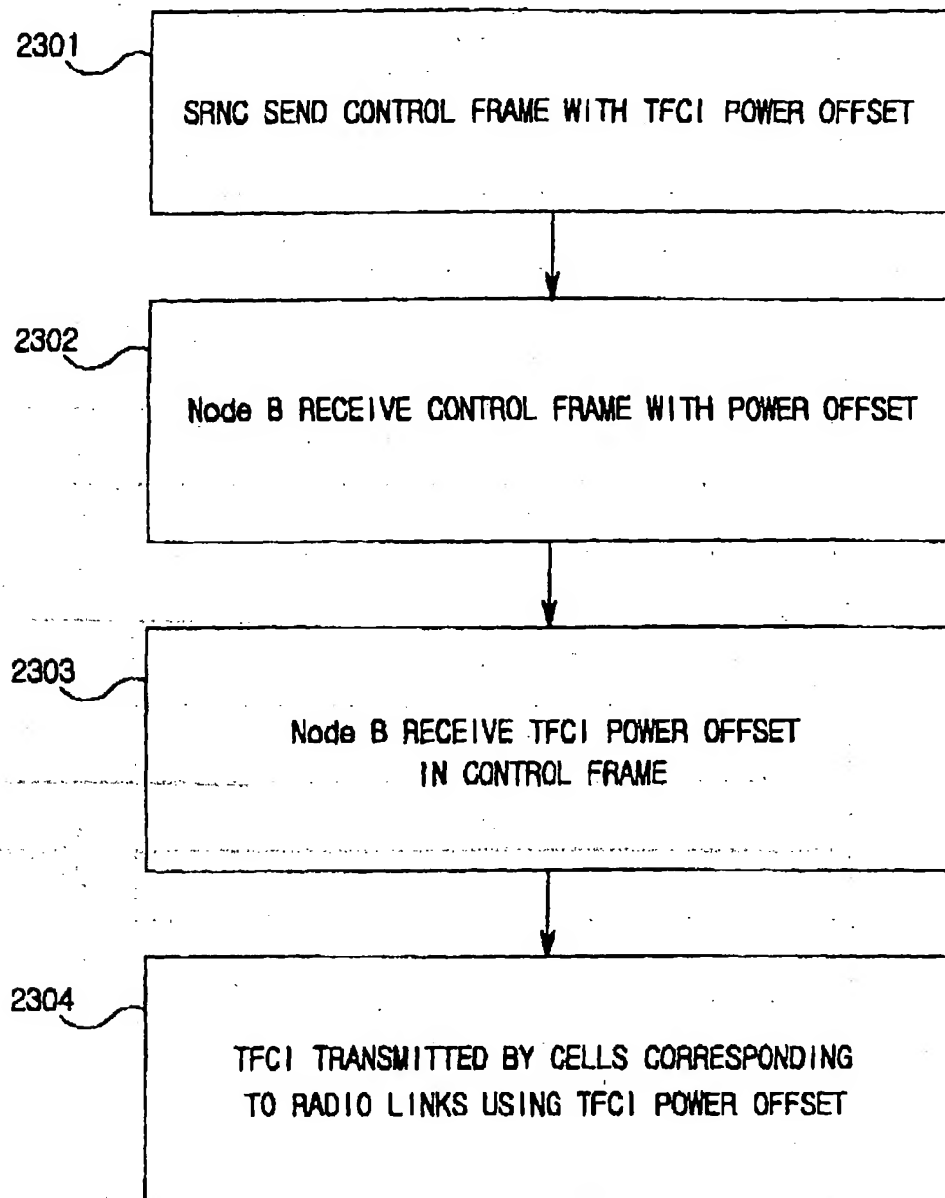 2301
SRNC SEND CONTROL FRAME WITH TFCI POWER OFFSET
2302
Node B RECEIVE CONTROL FRAME WITH POWER OFFSET
2303
Node B RECEIVE TFCI POWER OFFSET
IN CONTROL FRAME
2304
TFCI TRANSMITTED BY CELLS CORRESPONDING
TO RADIO LINKS USING TFCI POWER OFFSET